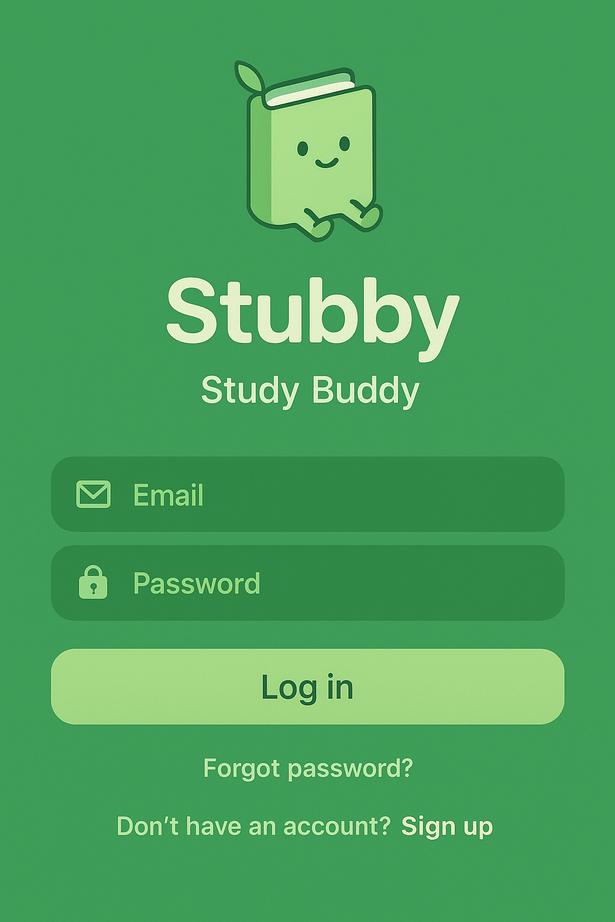 Stubby
Study Buddy
Email
Password
Log in
Forgot password?
Don’t have an account? Sign up